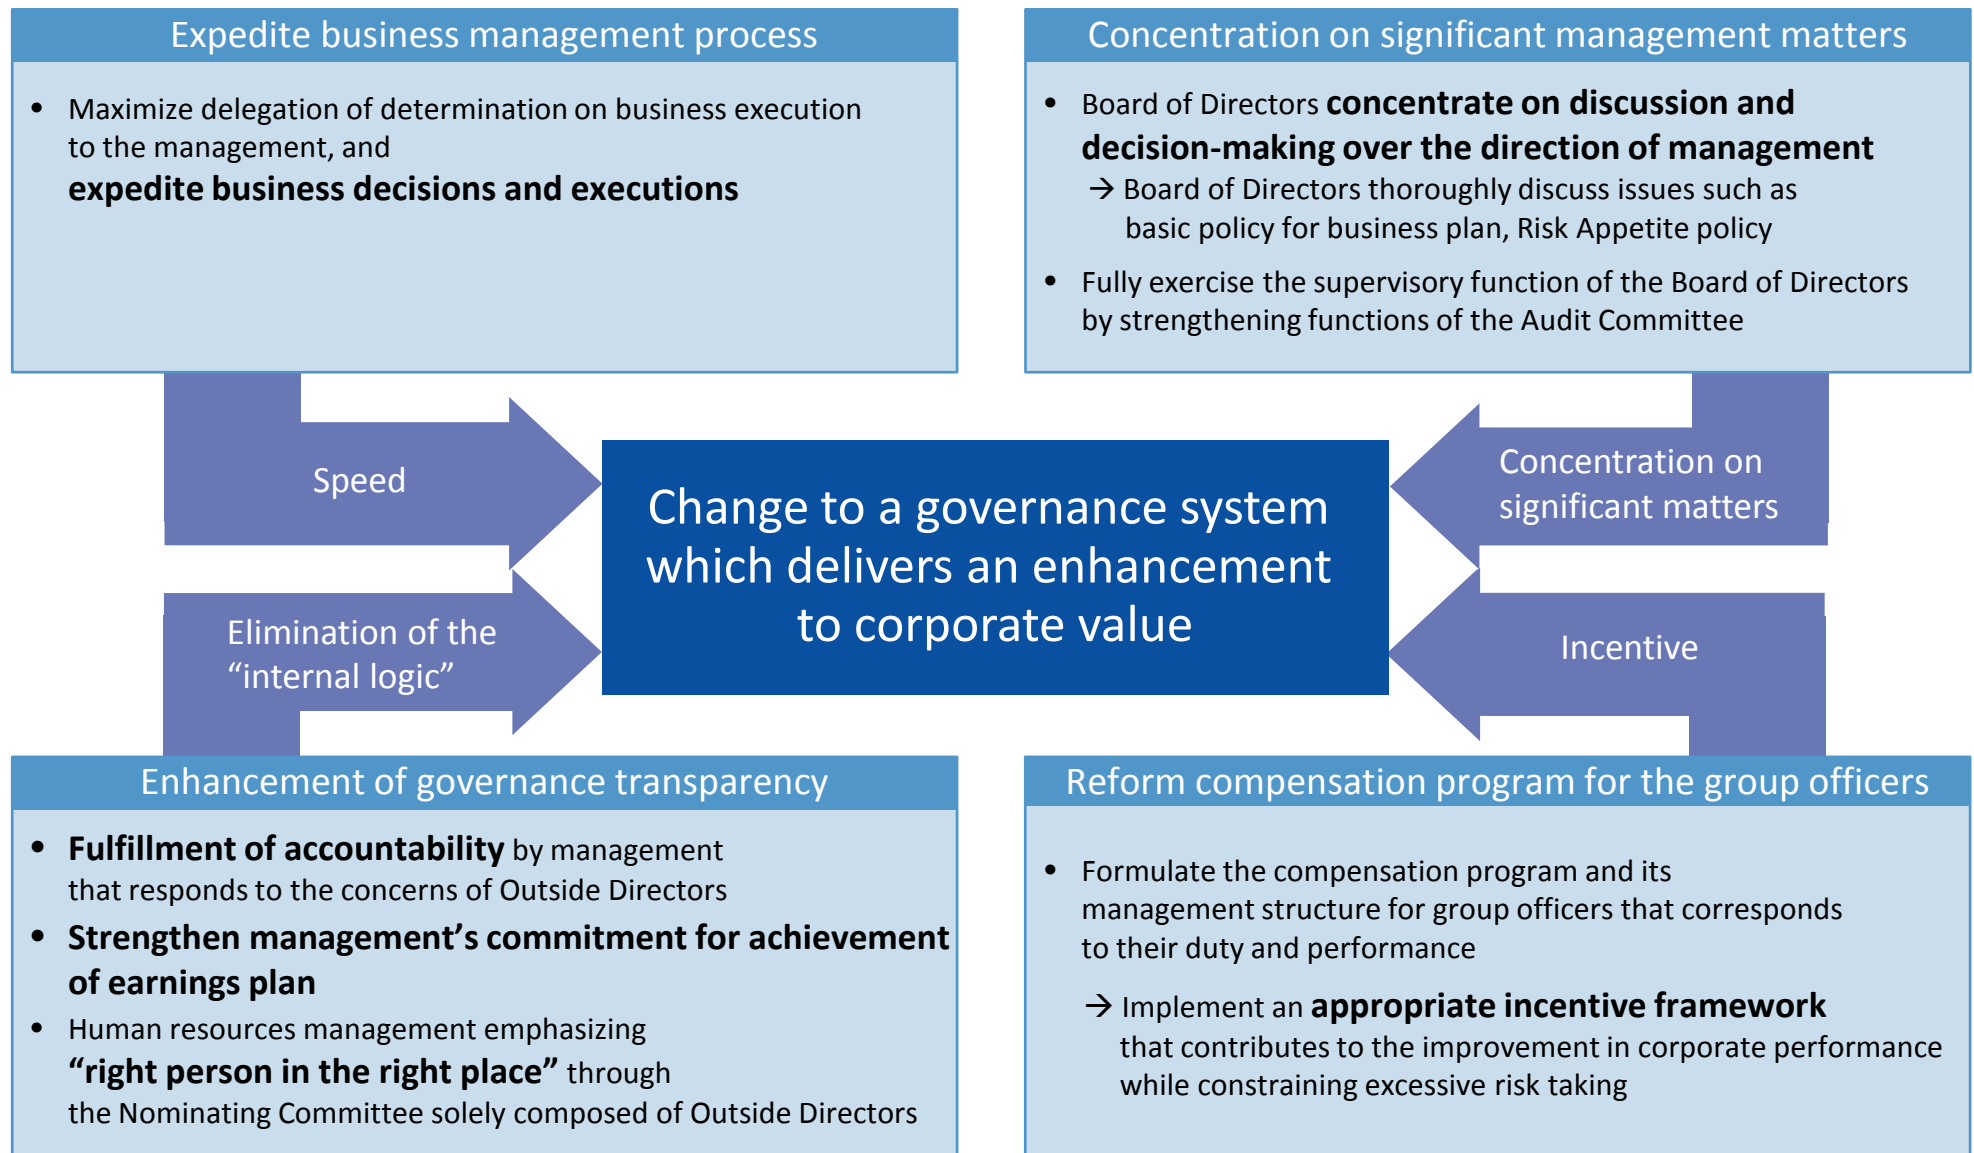 Expedite business management process
• Maximize delegation of determination on business execution
to the management, and
expedite business decisions and executions
Concentration on significant management matters
• Board of Directors concentrate on discussion and
decision-making over the direction of management
→ Board of Directors thoroughly discuss issues such as
basic policy for business plan, Risk Appetite policy
• Fully exercise the supervisory function of the Board of Directors
by strengthening functions of the Audit Committee
Speed
Concentration on
significant matters
Change to a governance system
which delivers an enhancement
to corporate value
Elimination of the
“internal logic”
Incentive
Enhancement of governance transparency
• Fulfillment of accountability by management
that responds to the concerns of Outside Directors
• Strengthen management’s commitment for achievement
of earnings plan
• Human resources management emphasizing
“right person in the right place” through
the Nominating Committee solely composed of Outside Directors
Reform compensation program for the group officers
• Formulate the compensation program and its
management structure for group officers that corresponds
to their duty and performance
→ Implement an appropriate incentive framework
that contributes to the improvement in corporate performance
while constraining excessive risk taking